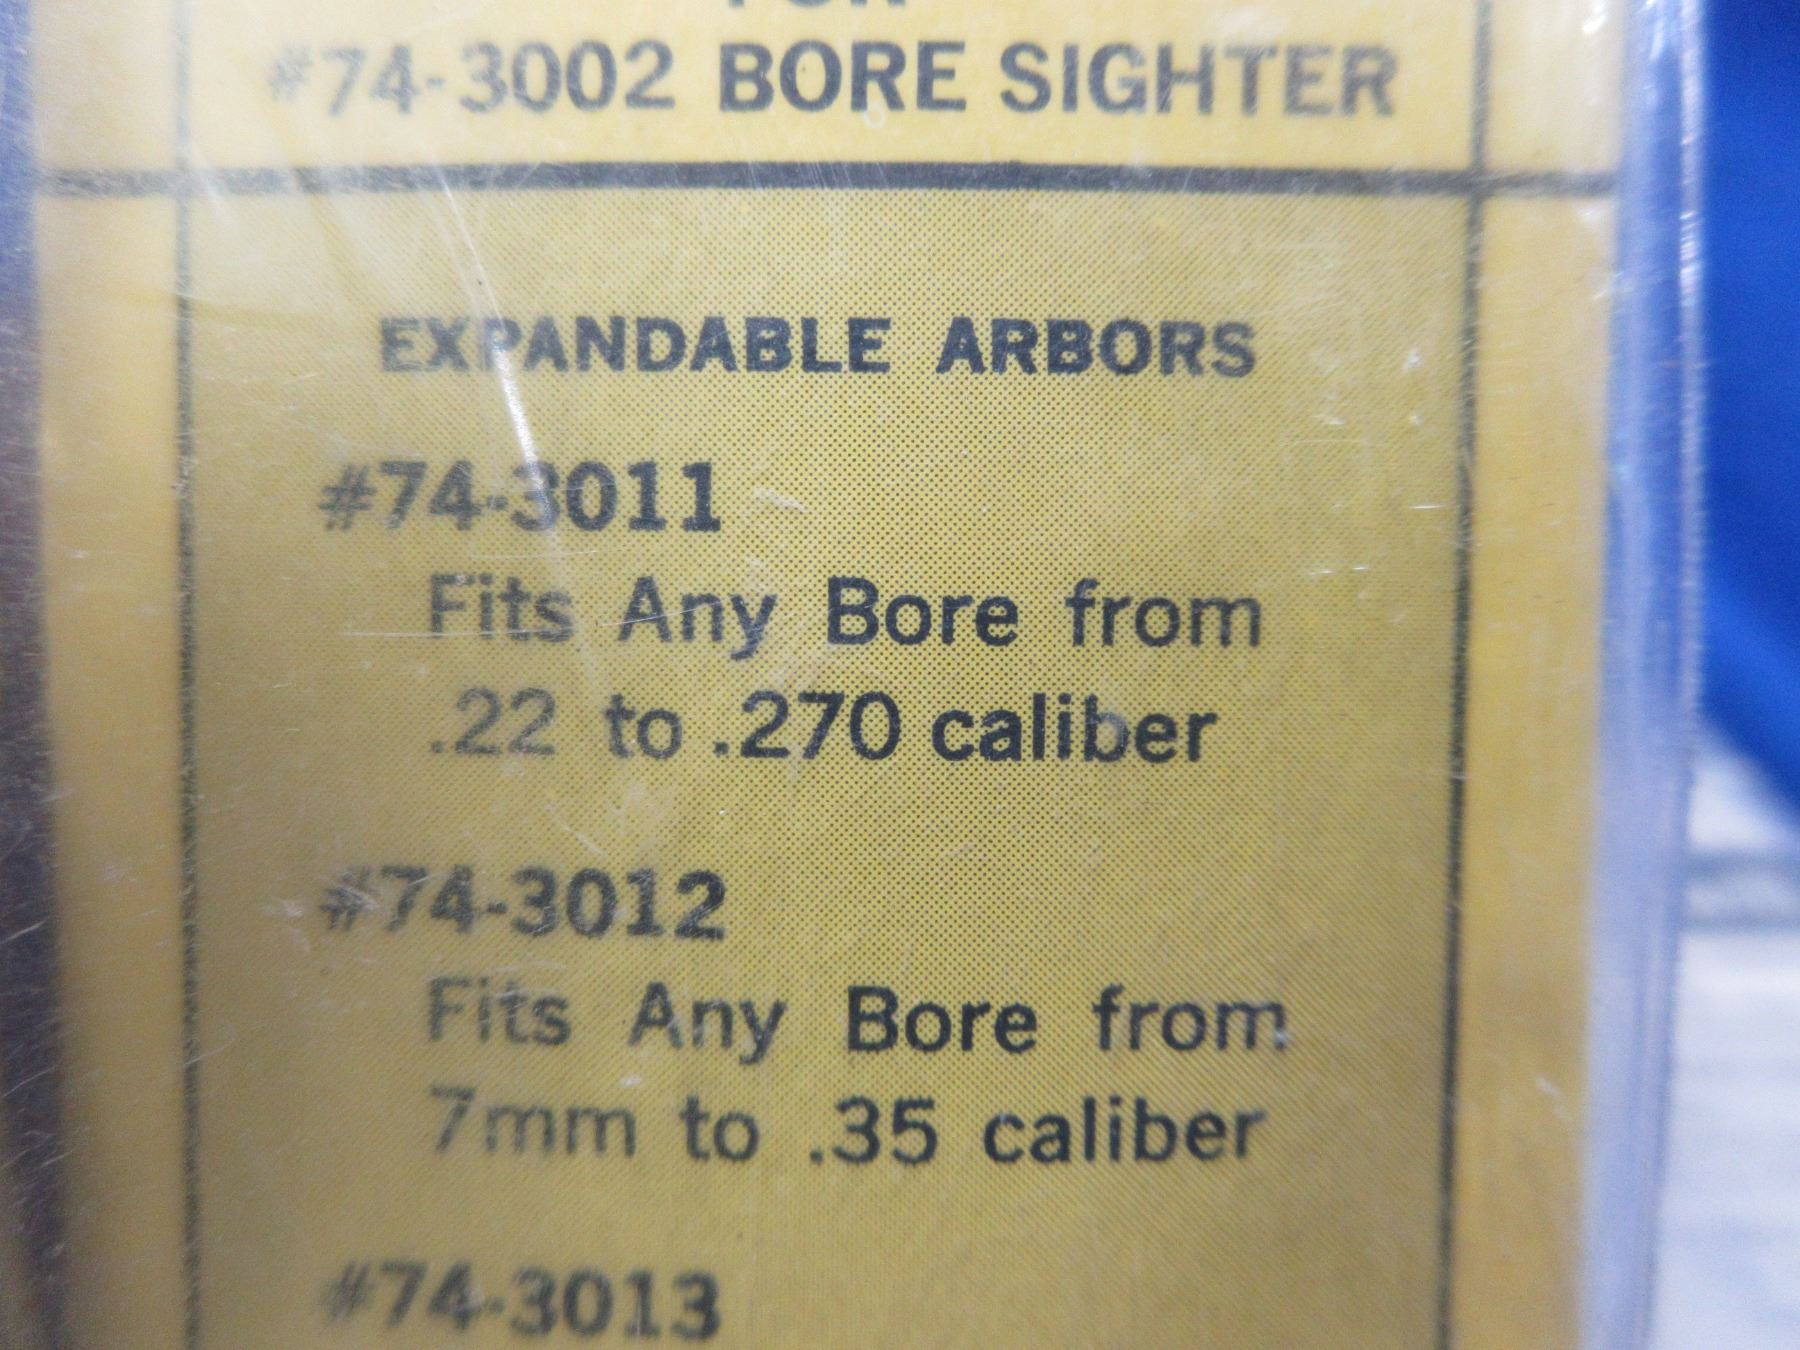 FOR
#74-3002 BORE SIGHTER
EXPANDABLE ARBORS
#74-3011
Fits Any Bore from
.22 to .270 caliber
#74-3012
Fits Any Bore from
7mm to .35 caliber
#74-3013